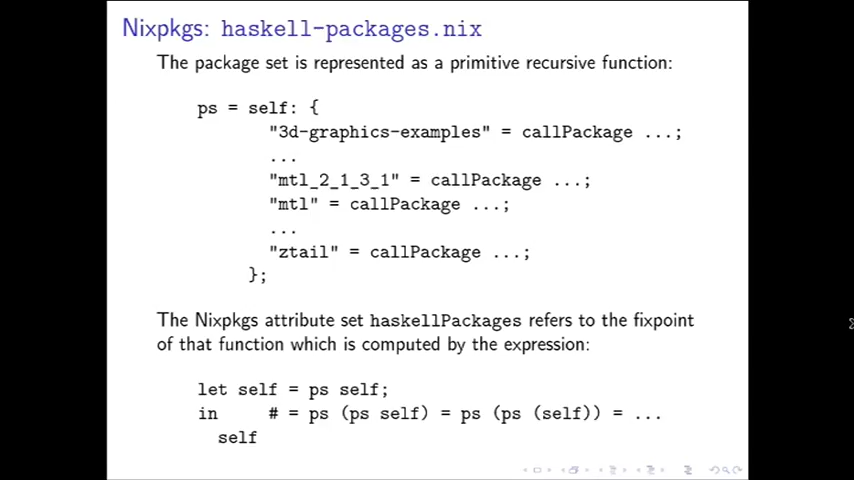 Nixpkgs: haskell-packages.nix
The package set is represented as a primitive recursive function:
ps = self: {
"3d-graphics-examples" = callPackage ...;
...
"mtl_2_1_3_1" = callPackage ...;
"mtl" = callPackage ...;
...
"ztail" = callPackage ...;
};
The Nixpkgs attribute set haskellPackages refers to the fixpoint
of that function which is computed by the expression:
let self = ps self;
in # = ps (ps self) = ps (ps (self)) = ...
self